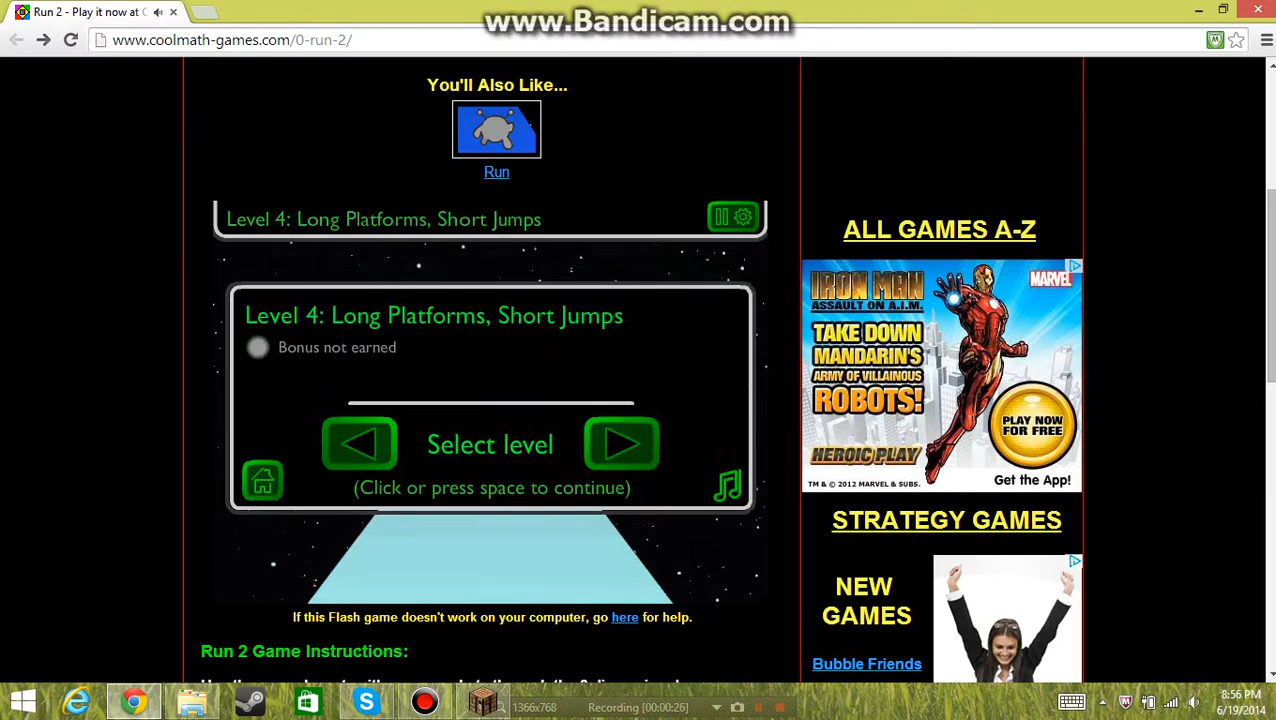 Run 2 - Play it now at C
www.Bandicam.com
www.coolmath-games.com/0-run-2/
You'll Also Like...
Run
Level 4: Long Platforms, Short Jumps
Level 4: Long Platforms, Short Jumps
Bonus not earned
Select level
(Click or press space to continue)
If this Flash game doesn't work on your computer, go here for help.
Run 2 Game Instructions:
ALL GAMES A-Z
IRON MAN
ASSAULT ON A.I.M.
MARVEL
TAKE DOWN
MANDARIN'S
ARMY OF VILLAINOUS
ROBOTS!
PLAY NOW
FOR FREE
HEROIC PLAY
TM & © 2012 MARVEL & SUBS.
Get the App!
STRATEGY GAMES
NEW
GAMES
Bubble Friends
1366x768
Recording [00:00:26]
8:56 PM
6/19/2014